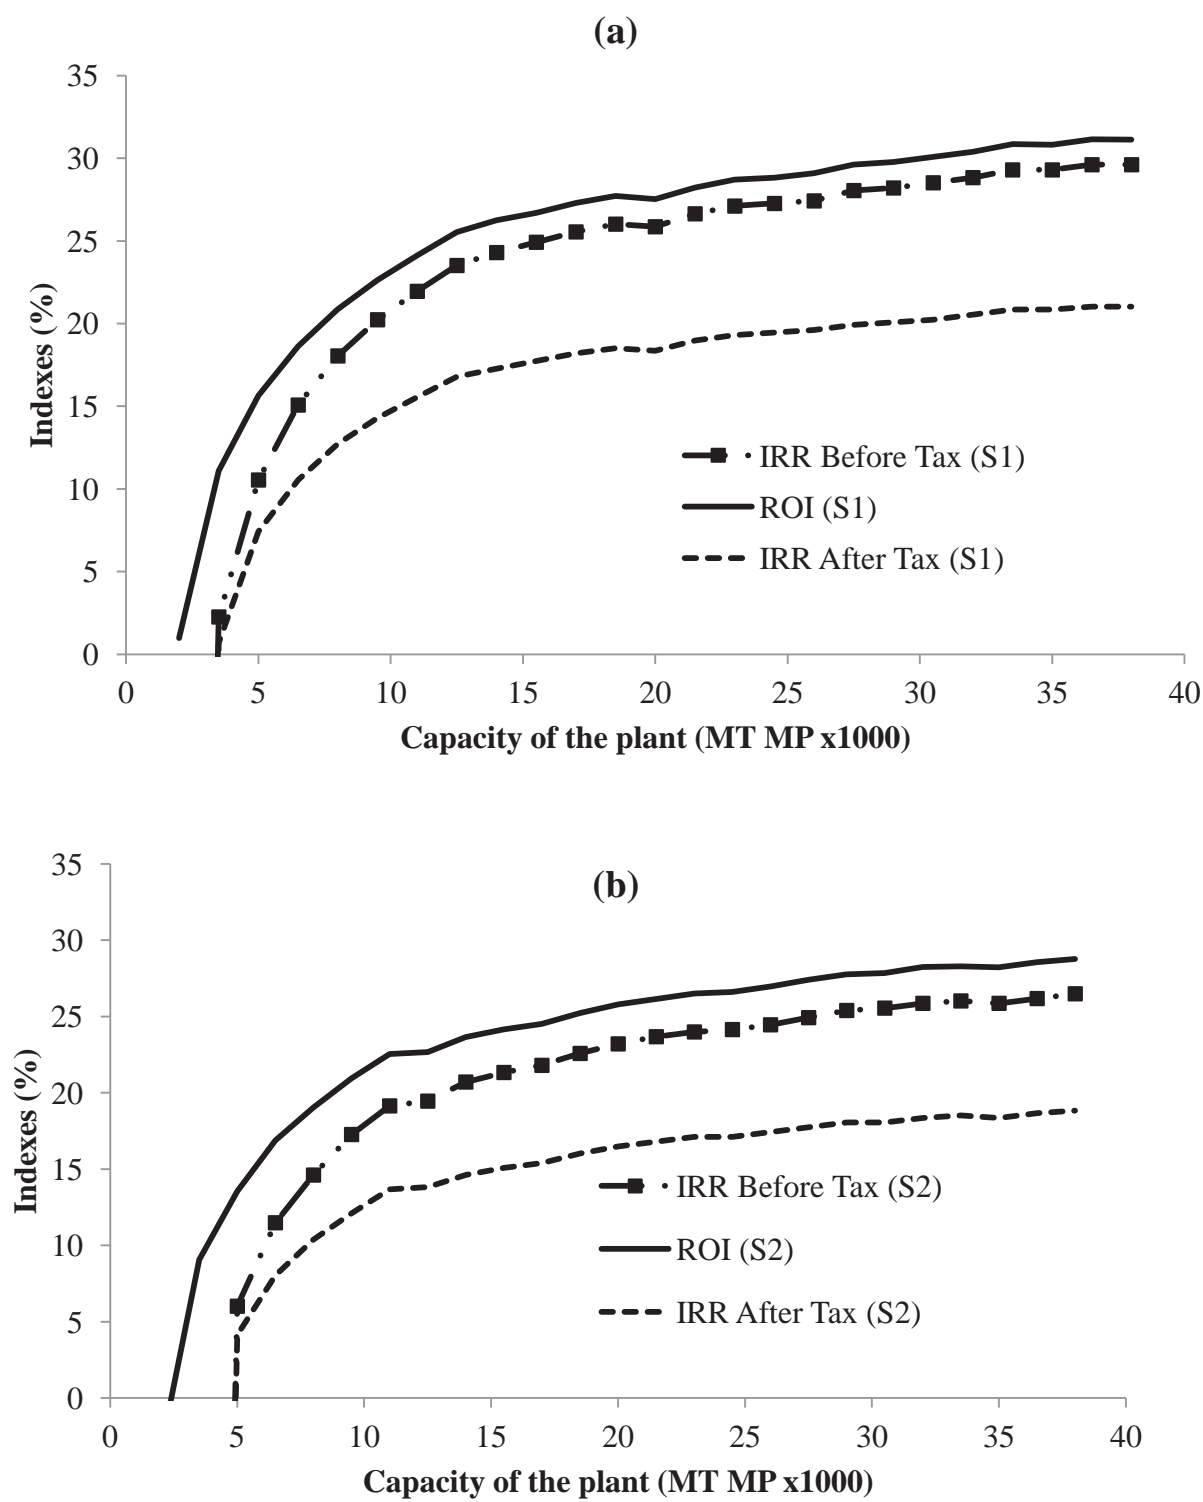 (a)
35
30
25
20
15
10
5
0
Indexes (%)
IRR Before Tax (S1)
ROI (S1)
IRR After Tax (S1)
0 5 10 15 20 25 30 35 40
Capacity of the plant (MT MP x1000)
(b)
35
30
25
20
15
10
5
0
Indexes (%)
IRR Before Tax (S2)
ROI (S2)
IRR After Tax (S2)
0 5 10 15 20 25 30 35 40
Capacity of the plant (MT MP x1000)